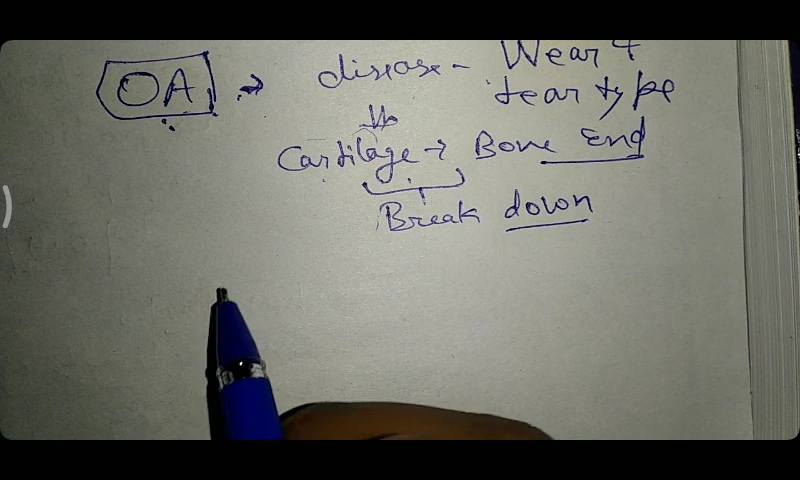 OA → disease - Wear &
tear type
Cartilage → Bone End
Break down